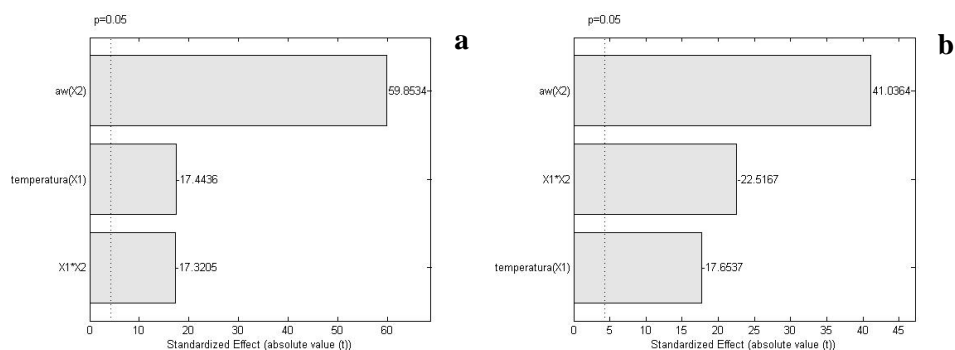 p=0.05
a
aw(X2)
59.8534
temperatura(X1)
-17.4436
X1*X2
-17.3205
0 10 20 30 40 50 60
Standardized Effect (absolute value (t))
p=0.05
b
aw(X2)
41.0364
X1*X2
-22.5167
temperatura(X1)
-17.6537
0 5 10 15 20 25 30 35 40 45
Standardized Effect (absolute value (t))